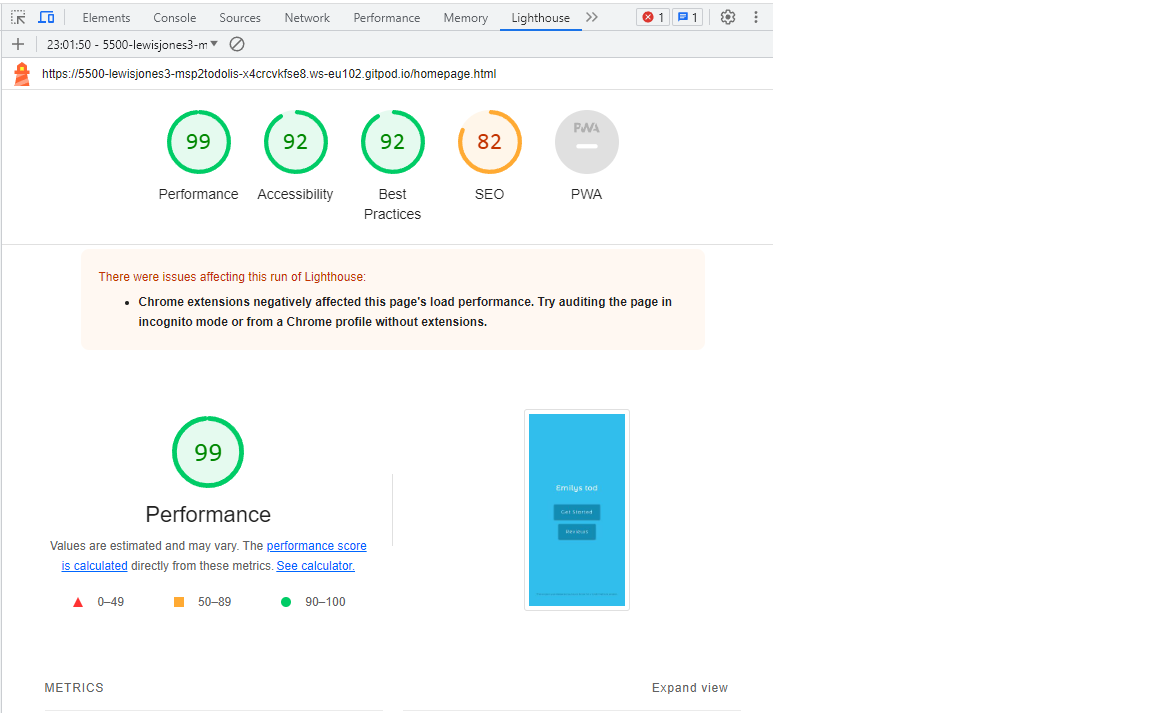 Elements Console Sources Network Performance Memory Lighthouse 1 1
23:01:50 - 5500-lewisjones3-m
https://5500-lewisjones3-msp2todolis-x4crcvkfse8.ws-eu102.gitpod.io/homepage.html
99 92 92 82 PWA
Performance Accessibility Best Practices SEO PWA
There were issues affecting this run of Lighthouse:
• Chrome extensions negatively affected this page's load performance. Try auditing the page in
incognito mode or from a Chrome profile without extensions.
99
Performance
Values are estimated and may vary. The performance score
is calculated directly from these metrics. See calculator.
0–49 50–89 90–100
Emilys tod
Get Started
Reviews
METRICS Expand view